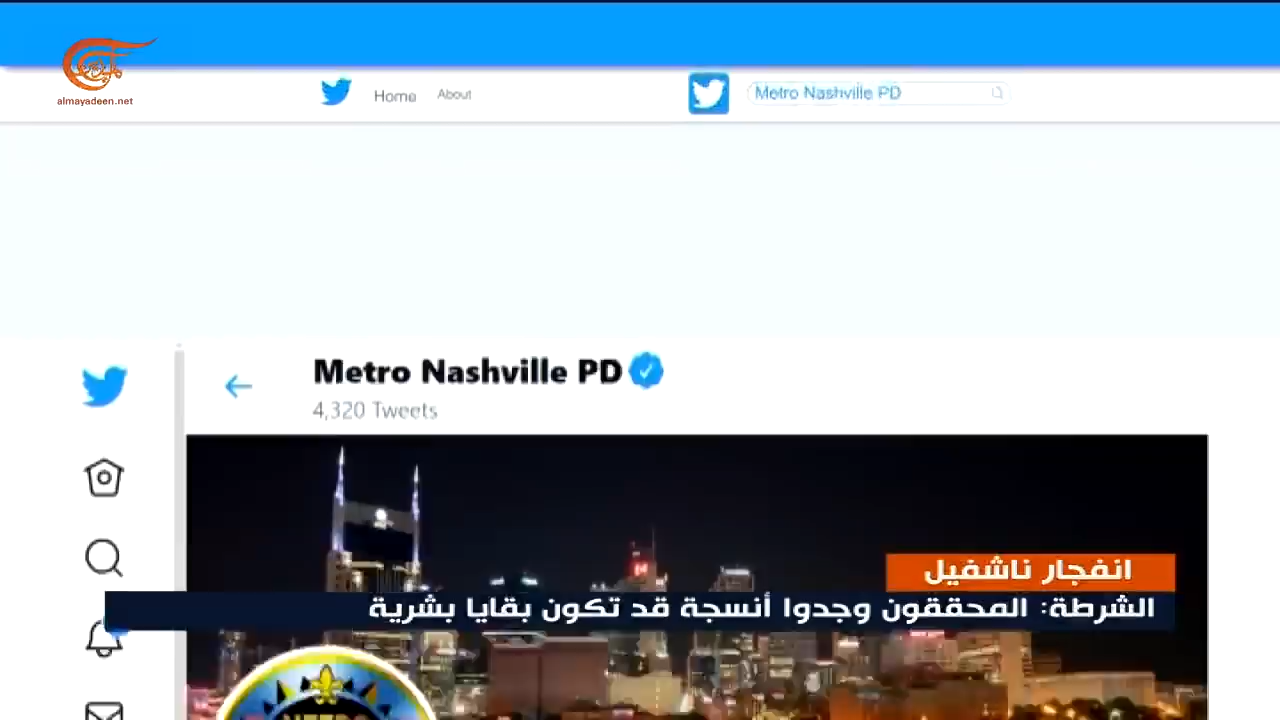 almayadeen.net
Home
About
Metro Nashville PD
Metro Nashville PD
4,320 Tweets
انفجار ناشفيل
الشرطة: المحققون وجدوا أنسجة قد تكون بقايا بشرية
METRO